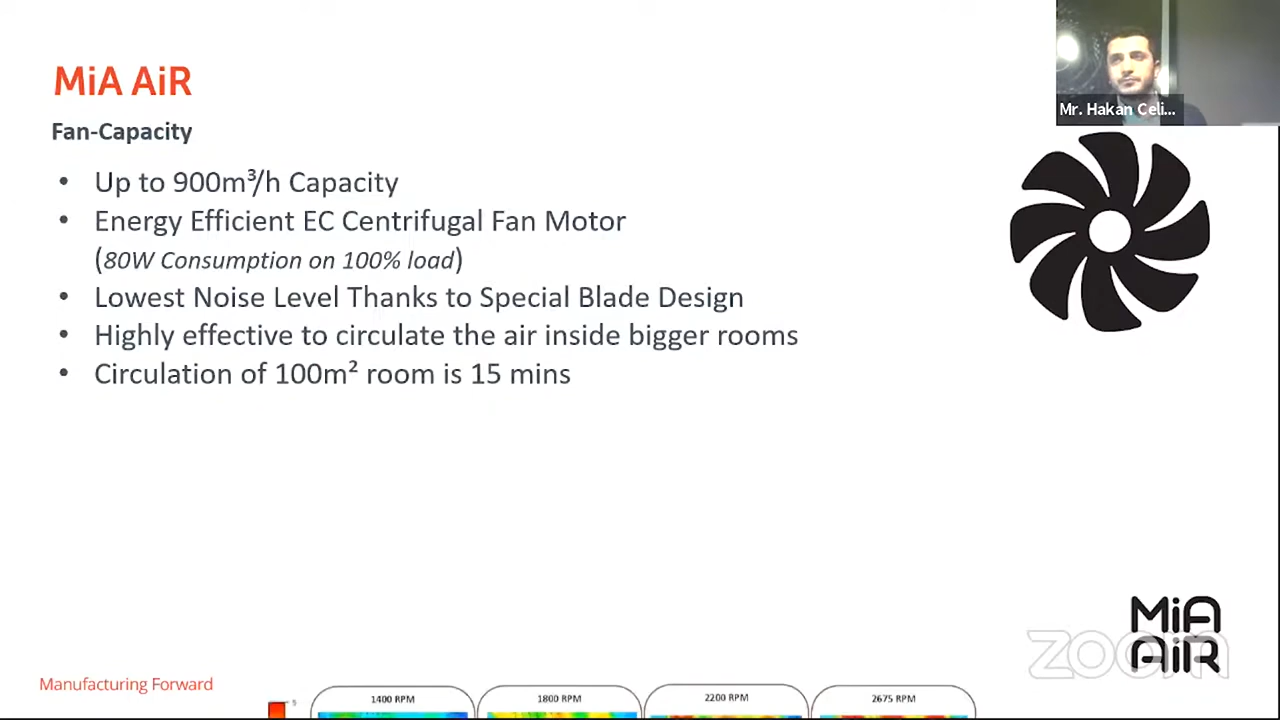 MiA AiR
Mr. Hakan Celi...
Fan-Capacity
• Up to 900m³/h Capacity
• Energy Efficient EC Centrifugal Fan Motor
(80W Consumption on 100% load)
• Lowest Noise Level Thanks to Special Blade Design
• Highly effective to circulate the air inside bigger rooms
• Circulation of 100m² room is 15 mins
MiA
AiR
zoom
Manufacturing Forward
1400 RPM
1800 RPM
2200 RPM
2675 RPM